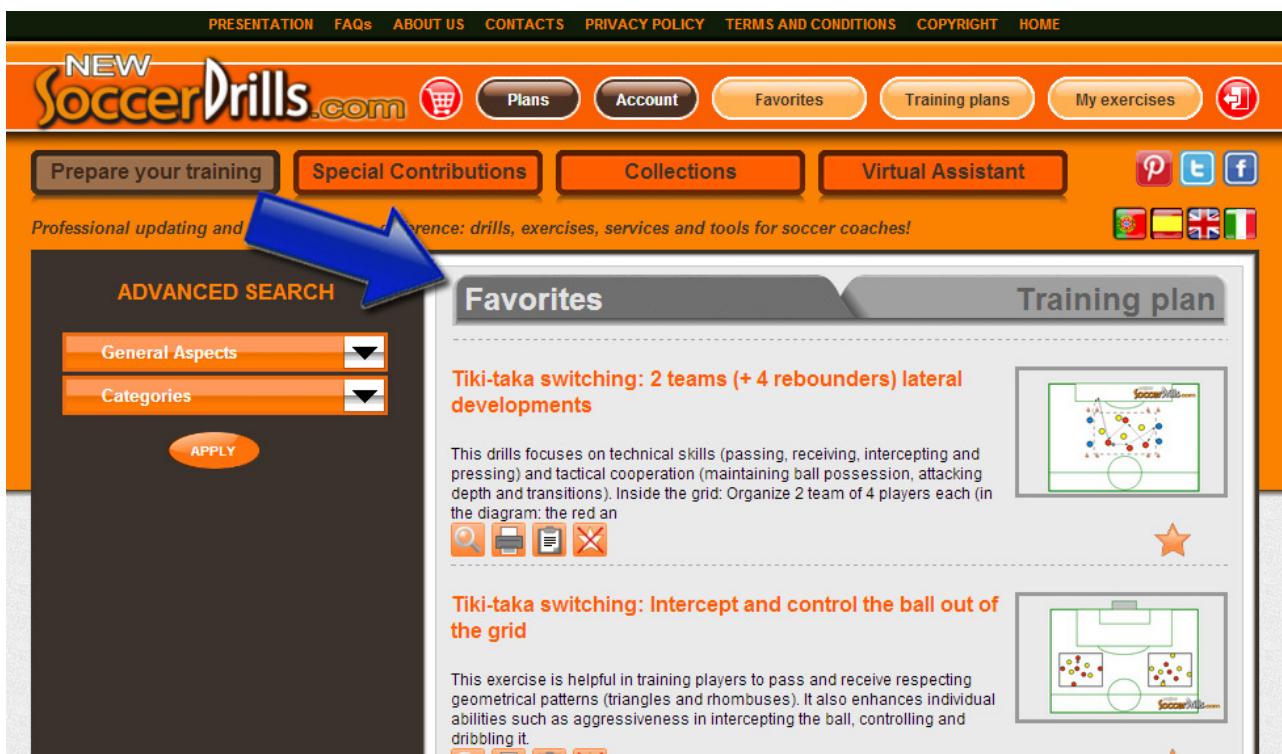 PRESENTATION FAQs ABOUT US CONTACTS PRIVACY POLICY TERMS AND CONDITIONS COPYRIGHT HOME
NEW
SoccerDrills.com
Plans Account Favorites Training plans My exercises
Prepare your training Special Contributions Collections Virtual Assistant
Professional updating and drills, exercises, services and tools for soccer coaches!
ADVANCED SEARCH
General Aspects
Categories
APPLY
Favorites Training plan
Tiki-taka switching: 2 teams (+ 4 rebounders) lateral
developments
This drills focuses on technical skills (passing, receiving, intercepting and
pressing) and tactical cooperation (maintaining ball possession, attacking
depth and transitions). Inside the grid: Organize 2 team of 4 players each (in
the diagram: the red an
SoccerDrills.com
Tiki-taka switching: Intercept and control the ball out of
the grid
This exercise is helpful in training players to pass and receive respecting
geometrical patterns (triangles and rhombuses). It also enhances individual
abilities such as aggressiveness in intercepting the ball, controlling and
dribbling it.
SoccerDrills.com